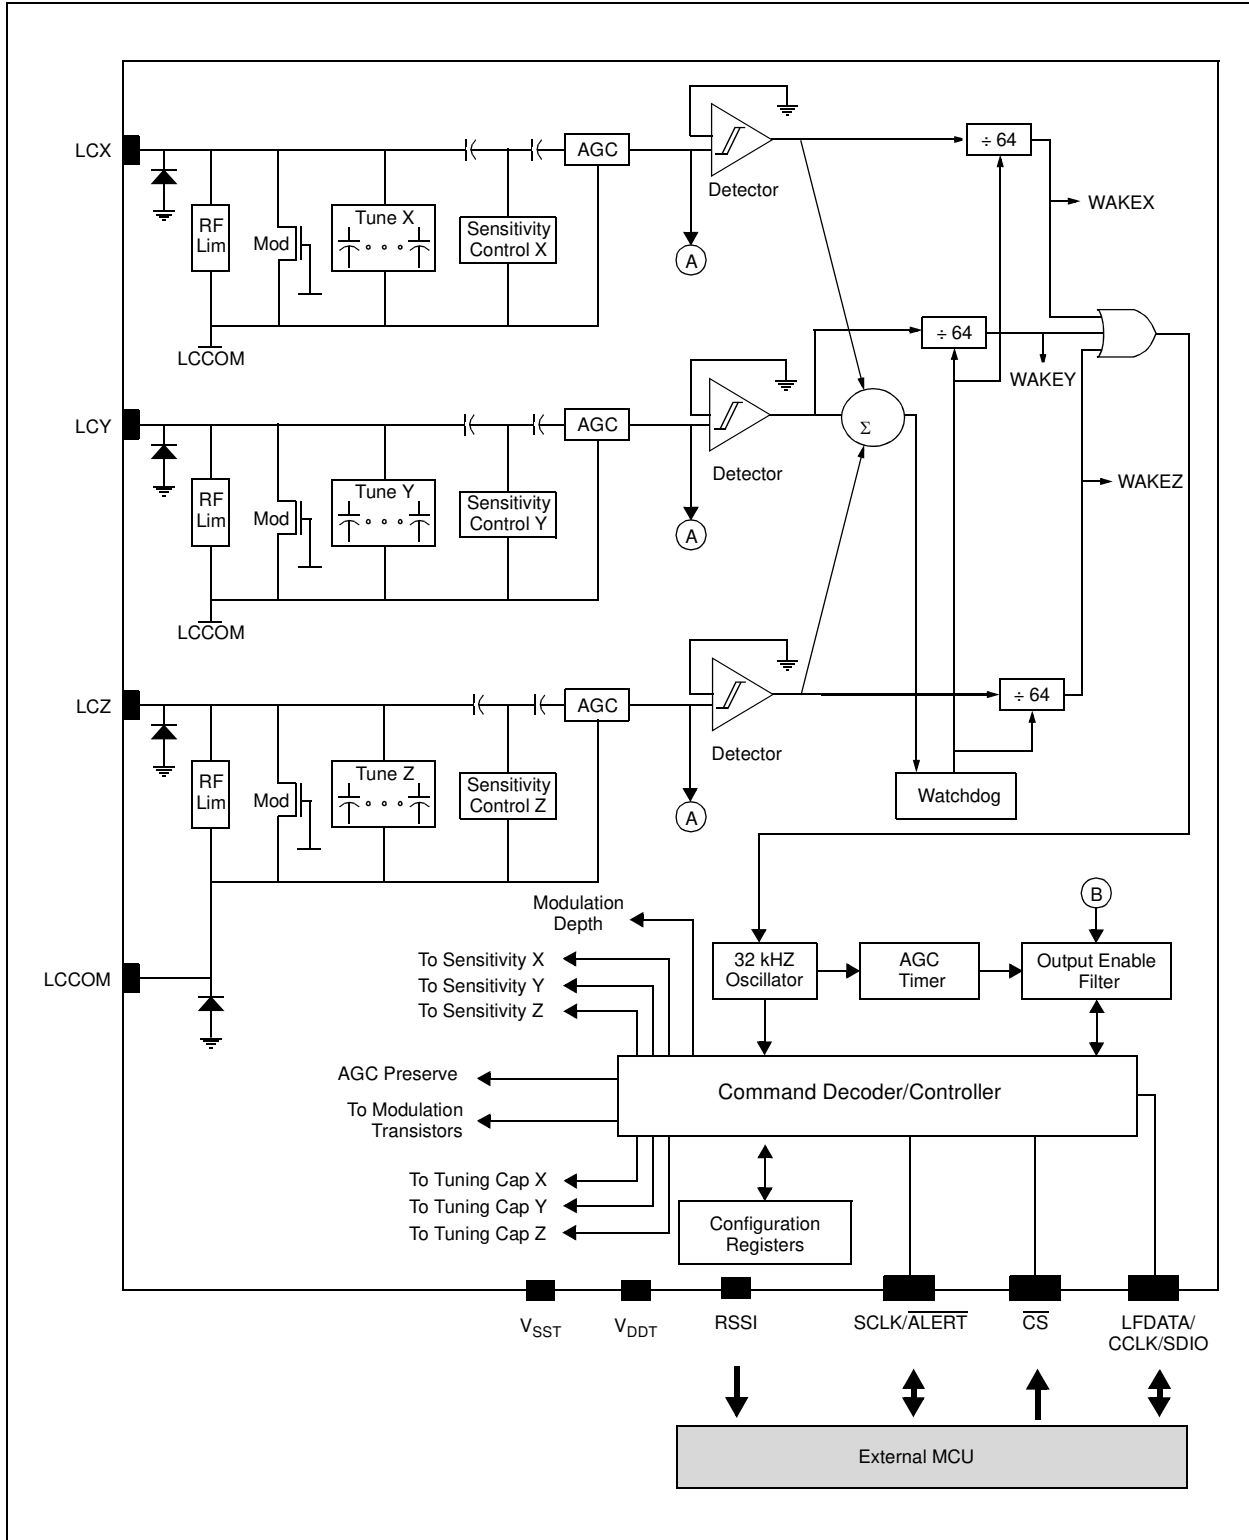 LCX
AGC
Detector
÷ 64
WAKEX
RF
Lim
Mod
Tune X
Sensitivity
Control X
A
LCCOM
÷ 64
WAKEY
LCY
AGC
Detector
Σ
WAKEZ
RF
Lim
Mod
Tune Y
Sensitivity
Control Y
A
LCCOM
LCZ
AGC
Detector
÷ 64
RF
Lim
Mod
Tune Z
Sensitivity
Control Z
A
Watchdog
LCCOM
Modulation
Depth
To Sensitivity X
To Sensitivity Y
To Sensitivity Z
B
32 kHZ
Oscillator
AGC
Timer
Output Enable
Filter
AGC Preserve
To Modulation
Transistors
Command Decoder/Controller
To Tuning Cap X
To Tuning Cap Y
To Tuning Cap Z
Configuration
Registers
VSST
VDDT
RSSI
SCLK/ALERT
CS
LFDATA/
CCLK/SDIO
External MCU